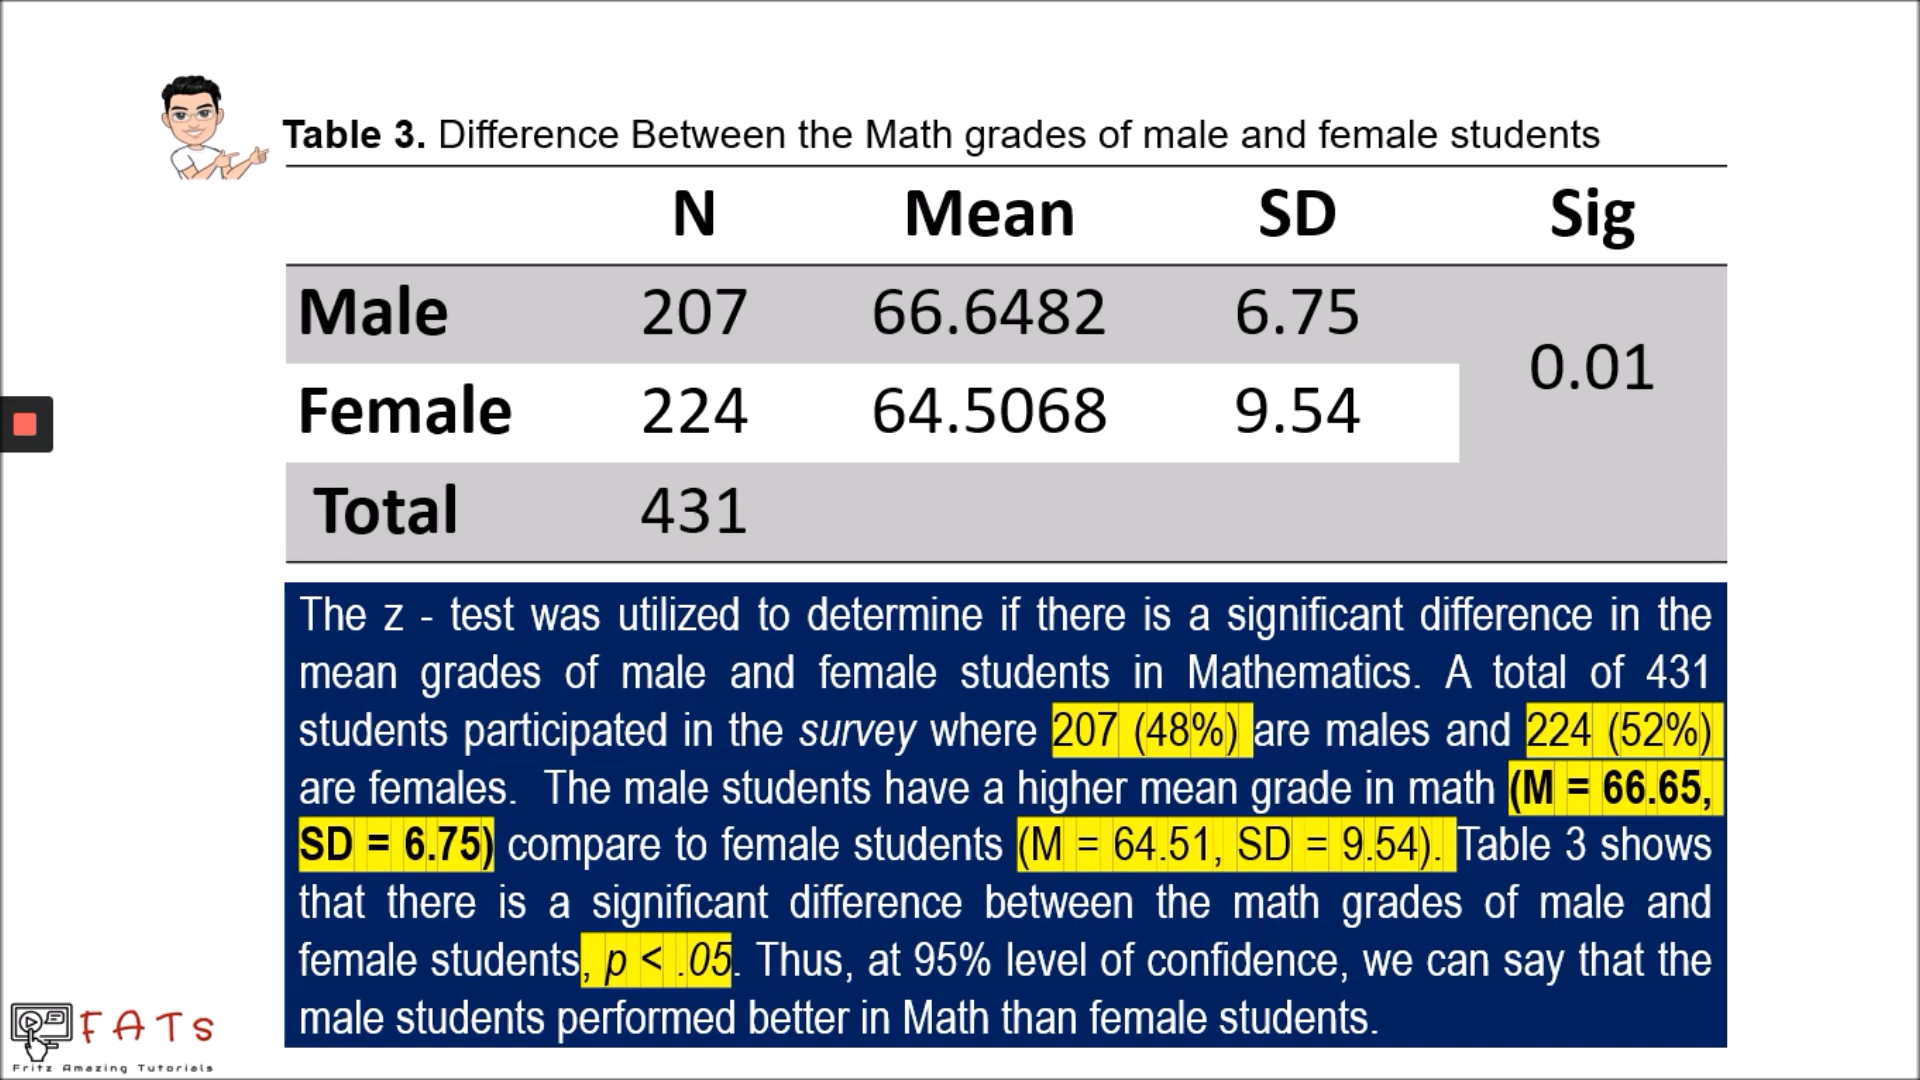 Table 3. Difference Between the Math grades of male and female students
N Mean SD Sig
Male 207 66.6482 6.75
0.01
Female 224 64.5068 9.54
Total 431
The z - test was utilized to determine if there is a significant difference in the
mean grades of male and female students in Mathematics. A total of 431
students participated in the survey where 207 (48%) are males and 224 (52%)
are females. The male students have a higher mean grade in math (M = 66.65,
SD = 6.75) compare to female students (M = 64.51, SD = 9.54). Table 3 shows
that there is a significant difference between the math grades of male and
female students, p < .05. Thus, at 95% level of confidence, we can say that the
male students performed better in Math than female students.
FATs
Fritz Amazing Tutorials